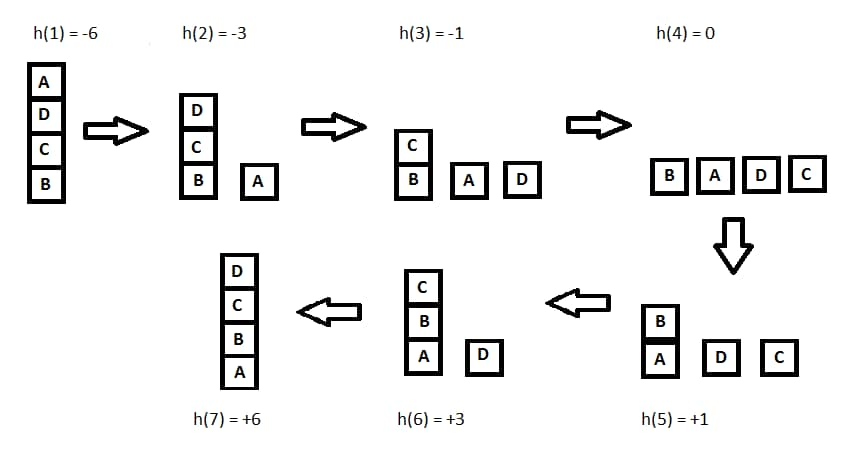 h(1) = -6
h(2) = -3
h(3) = -1
h(4) = 0
A
D
C
B
D
C
B
A
C
B
A
D
B
A
D
C
D
C
B
A
C
B
A
D
B
A
D
C
h(7) = +6
h(6) = +3
h(5) = +1